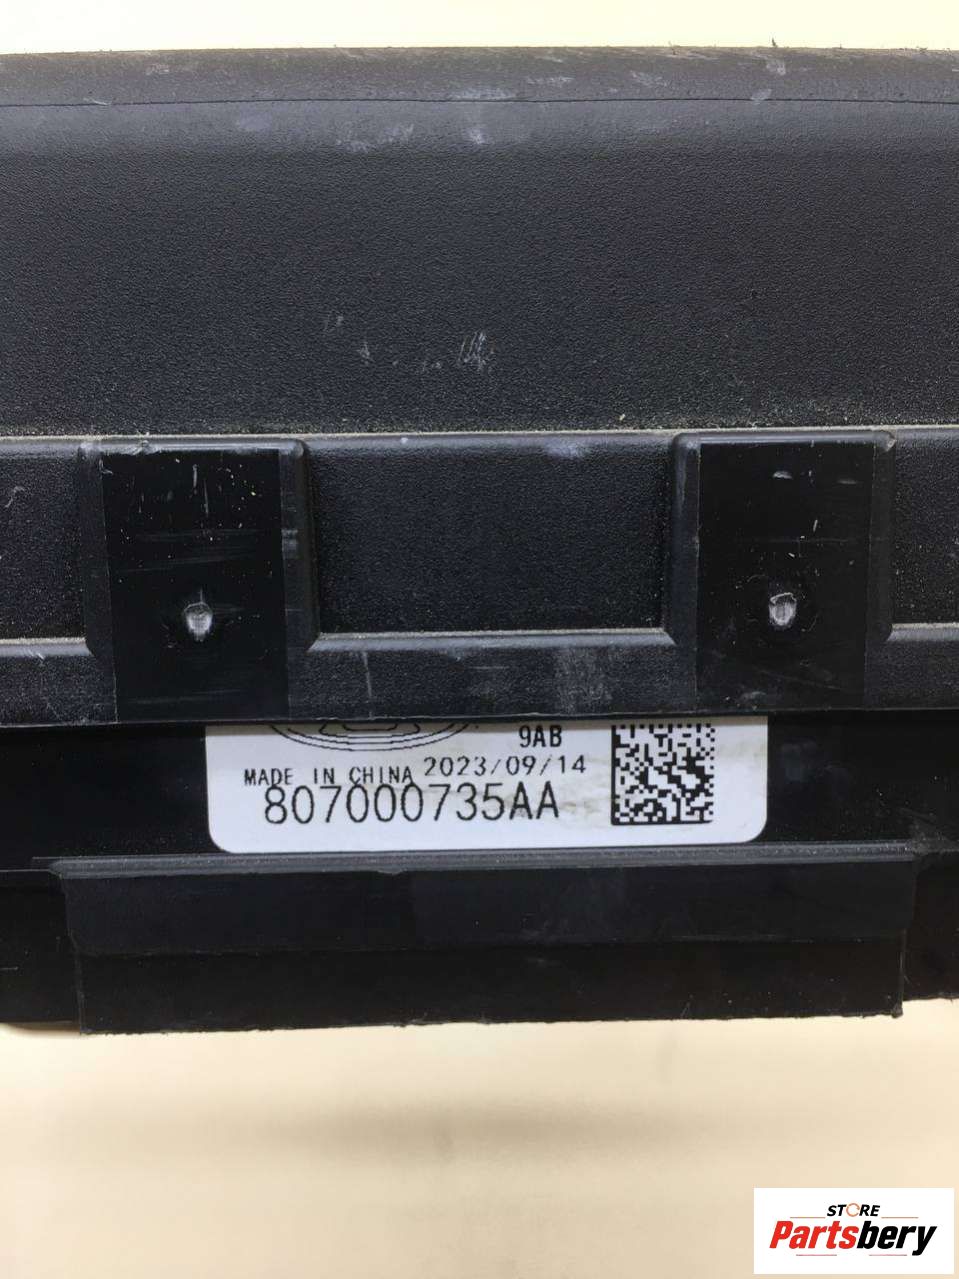 9AB
MADE IN CHINA 2023/09/14
807000735AA
STORE
Partsbery